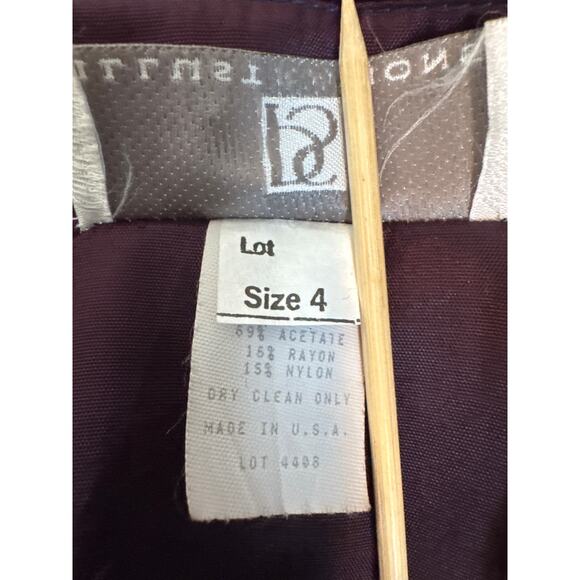 Lot
Size 4
69% ACETATE
16% RAYON
15% NYLON
DRY CLEAN ONLY
MADE IN U.S.A.
LOT 4408